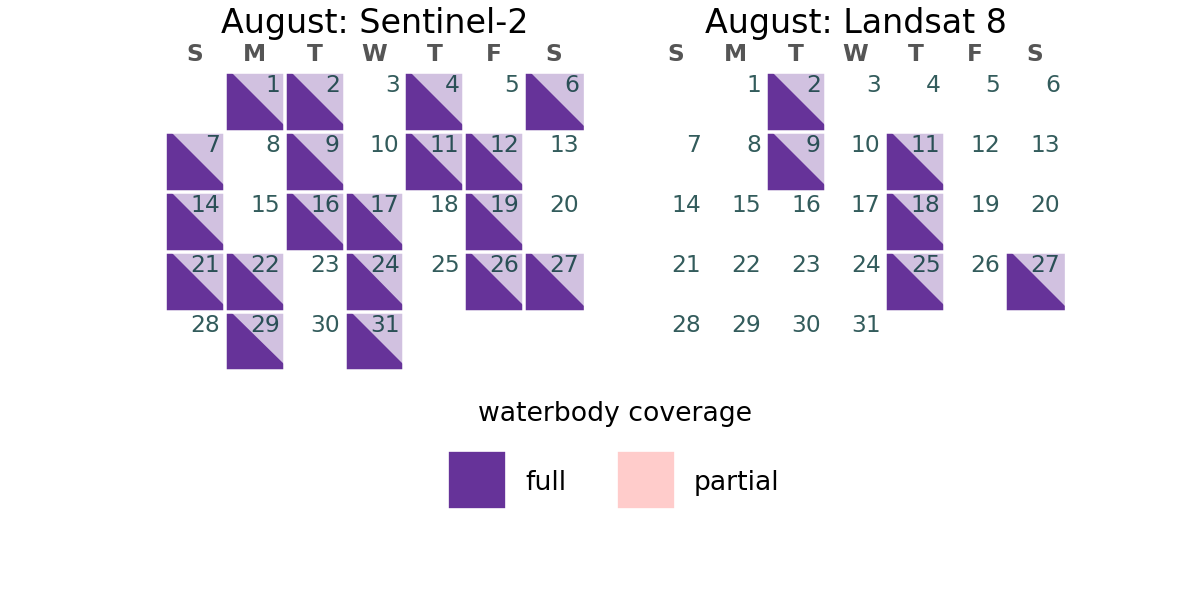 August: Sentinel-2
S M T W T F S
1 2 3 4 5 6
7 8 9 10 11 12 13
14 15 16 17 18 19 20
21 22 23 24 25 26 27
28 29 30 31
August: Landsat 8
S M T W T F S
1 2 3 4 5 6
7 8 9 10 11 12 13
14 15 16 17 18 19 20
21 22 23 24 25 26 27
28 29 30 31
waterbody coverage
full
partial